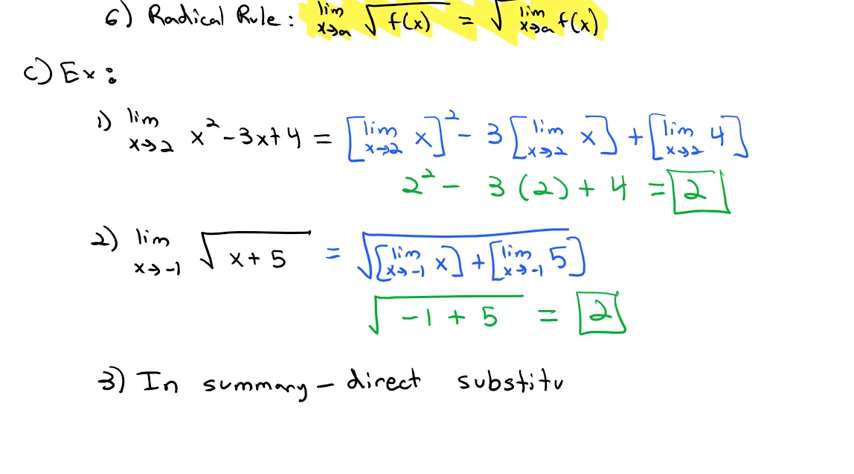 6) Radical Rule: lim x→a √f(x) = √lim x→a f(x)
c) Ex:
1) lim x→2 x² - 3x + 4 = [lim x→2 x]² - 3 [lim x→2 x] + [lim x→2 4]
2² - 3(2) + 4 = 2
2) lim x→-1 √x + 5 = √[lim x→-1 x] + [lim x→-1 5]
√-1 + 5 = 2
3) In summary - direct substitu